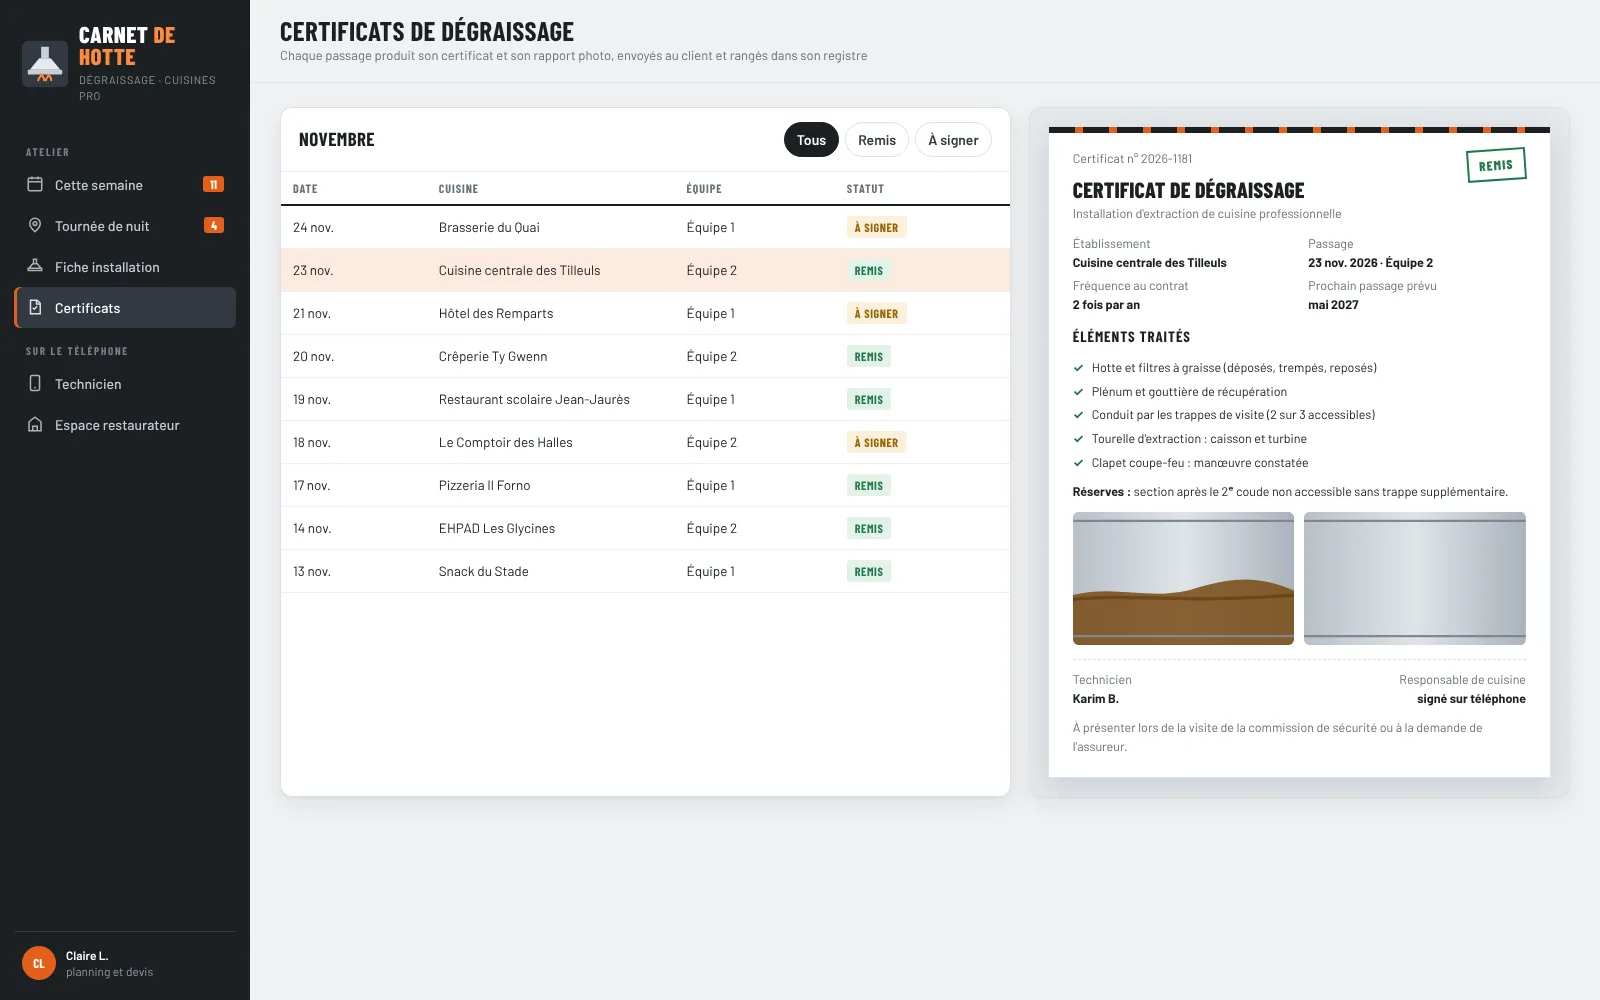 CARNET DE
HOTTE
DÉGRAISSAGE · CUISINES
PRO
ATELIER
Cette semaine 11
Tournée de nuit 4
Fiche installation
Certificats
SUR LE TÉLÉPHONE
Technicien
Espace restaurateur
CL
Claire L.
planning et devis
CERTIFICATS DE DÉGRAISSAGE
Chaque passage produit son certificat et son rapport photo, envoyés au client et rangés dans son registre
NOVEMBRE
Tous Remis À signer
DATE CUISINE ÉQUIPE STATUT
24 nov. Brasserie du Quai Équipe 1 À SIGNER
23 nov. Cuisine centrale des Tilleuls Équipe 2 REMIS
21 nov. Hôtel des Remparts Équipe 1 À SIGNER
20 nov. Crêperie Ty Gwenn Équipe 2 REMIS
19 nov. Restaurant scolaire Jean-Jaurès Équipe 1 REMIS
18 nov. Le Comptoir des Halles Équipe 2 À SIGNER
17 nov. Pizzeria Il Forno Équipe 1 REMIS
14 nov. EHPAD Les Glycines Équipe 2 REMIS
13 nov. Snack du Stade Équipe 1 REMIS
Certificat n° 2026-1181
REMIS
CERTIFICAT DE DÉGRAISSAGE
Installation d'extraction de cuisine professionnelle
Établissement Passage
Cuisine centrale des Tilleuls 23 nov. 2026 · Équipe 2
Fréquence au contrat Prochain passage prévu
2 fois par an mai 2027
ÉLÉMENTS TRAITÉS
Hotte et filtres à graisse (déposés, trempés, reposés)
Plénum et gouttière de récupération
Conduit par les trappes de visite (2 sur 3 accessibles)
Tourelle d'extraction : caisson et turbine
Clapet coupe-feu : manœuvre constatée
Réserves : section après le 2ᵉ coude non accessible sans trappe supplémentaire.
Technicien Responsable de cuisine
Karim B. signé sur téléphone
À présenter lors de la visite de la commission de sécurité ou à la demande de
l'assureur.